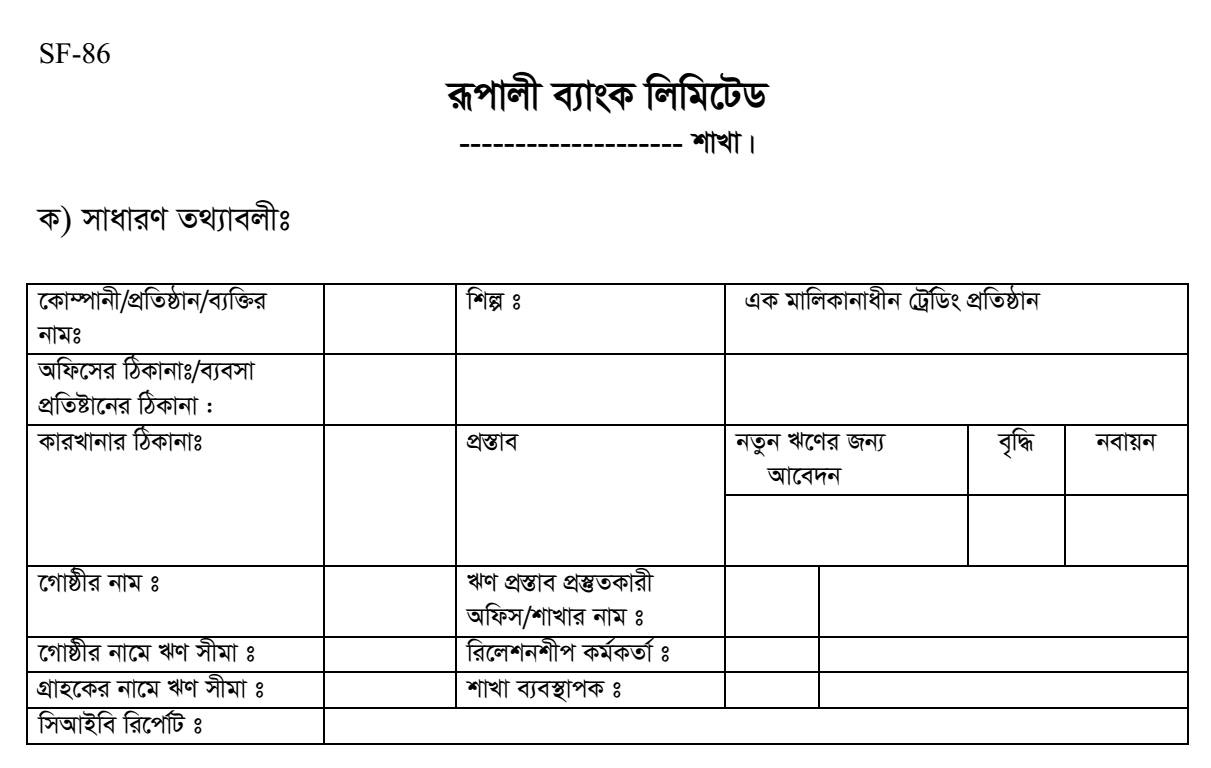 SF-86
রূপালী ব্যাংক লিমিটেড
-------------------- শাখা।
ক) সাধারণ তথ্যাবলীঃ
কোম্পানী/প্রতিষ্ঠান/ব্যক্তির
নামঃ
শিল্প ঃ
এক মালিকানাধীন ট্রের্ডিং প্রতিষ্ঠান
অফিসের ঠিকানাঃ/ব্যবসা
প্রতিষ্টানের ঠিকানা :
কারখানার ঠিকানাঃ
প্রস্তাব
নতুন ঋণের জন্য
আবেদন
বৃদ্ধি
নবায়ন
গোষ্ঠীর নাম ঃ
ঋণ প্রস্তাব প্রস্তুতকারী
অফিস/শাখার নাম ঃ
গোষ্ঠীর নামে ঋণ সীমা ঃ
রিলেশনশীপ কর্মকর্তা ঃ
গ্রাহকের নামে ঋণ সীমা ঃ
শাখা ব্যবস্থাপক ঃ
সিআইবি রির্পোট ঃ